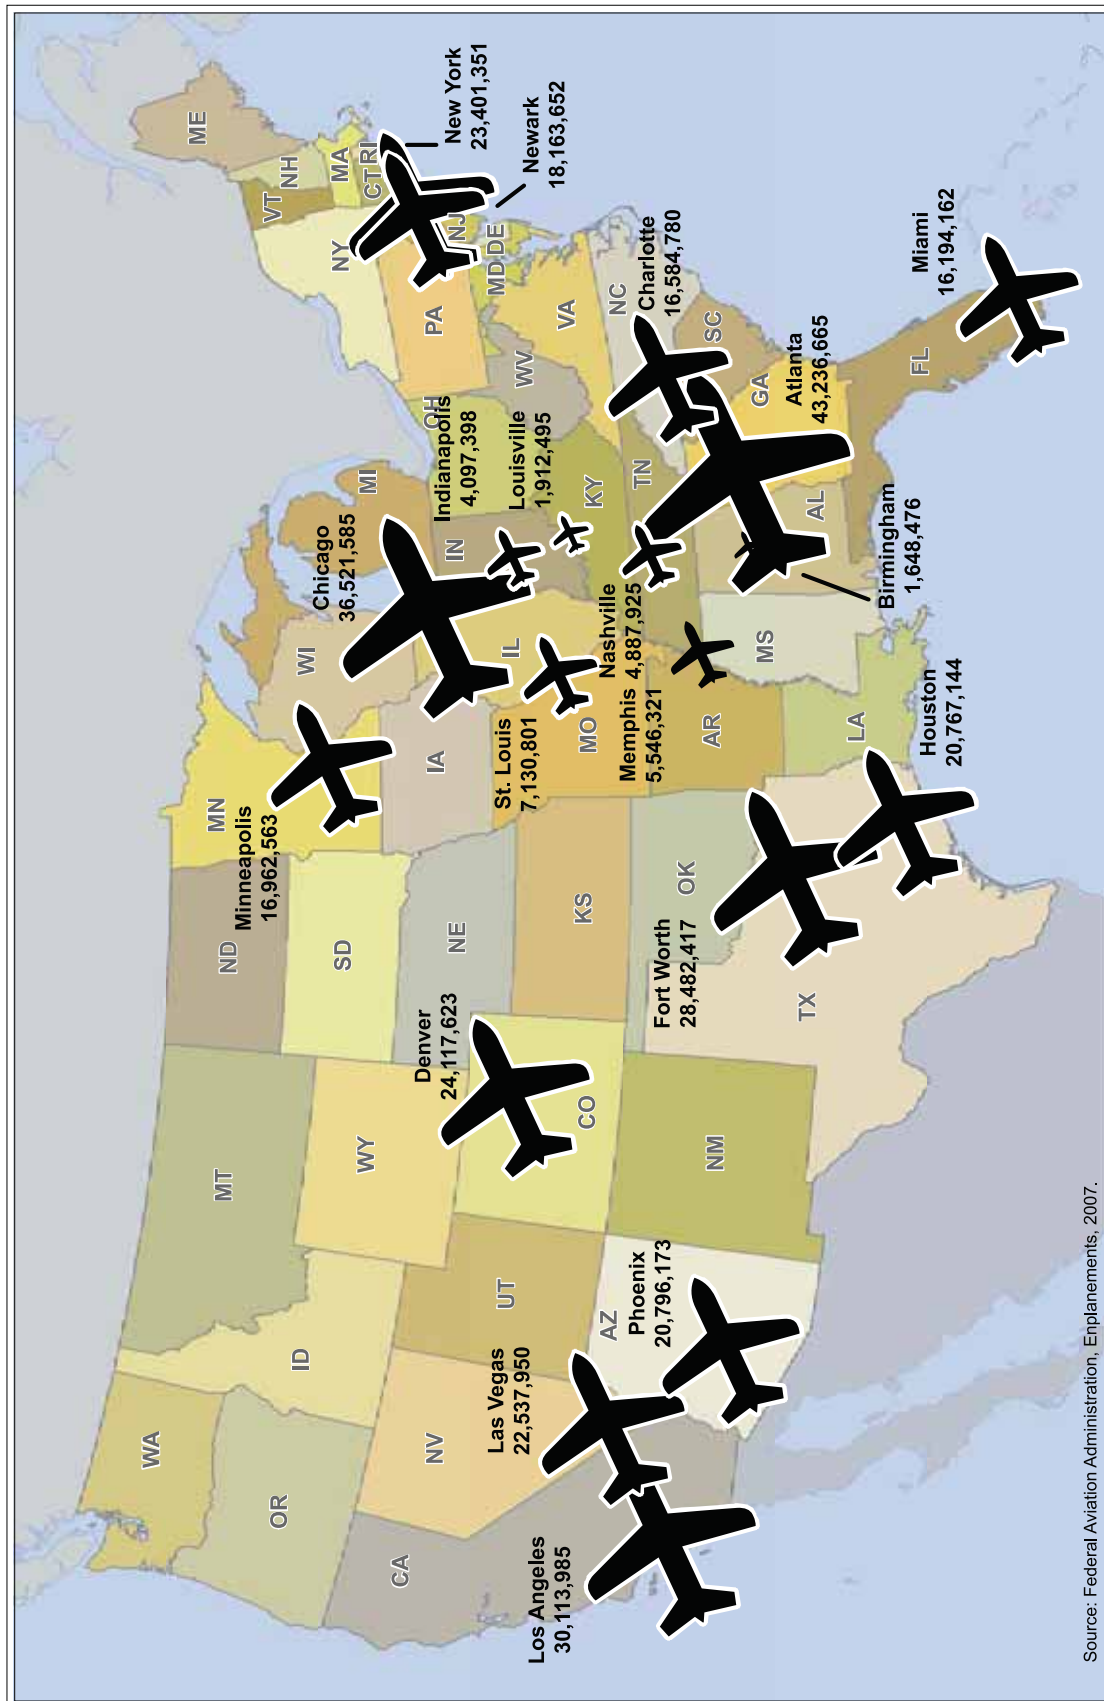 WA
OR
CA
ID
NV
MT
WY
UT
AZ
CO
NM
ND
SD
NE
KS
OK
TX
MN
IA
MO
AR
LA
WI
IL
MS
MI
IN
KY
TN
AL
OH
WV
GA
FL
SC
NC
VA
PA
NY
MD
DE
NJ
VT
NH
MA
CT
RI
ME
Los Angeles
30,113,985
Las Vegas
22,537,950
Phoenix
20,796,173
Denver
24,117,623
Fort Worth
28,482,417
Houston
20,767,144
Minneapolis
16,962,563
St. Louis
7,130,801
Memphis
5,546,321
Nashville
4,887,925
Chicago
36,521,585
Indianapolis
4,097,398
Louisville
1,912,495
Birmingham
1,648,476
Atlanta
43,236,665
Charlotte
16,584,780
Miami
16,194,162
Newark
18,163,652
New York
23,401,351
Source: Federal Aviation Administration, Enplanements, 2007.